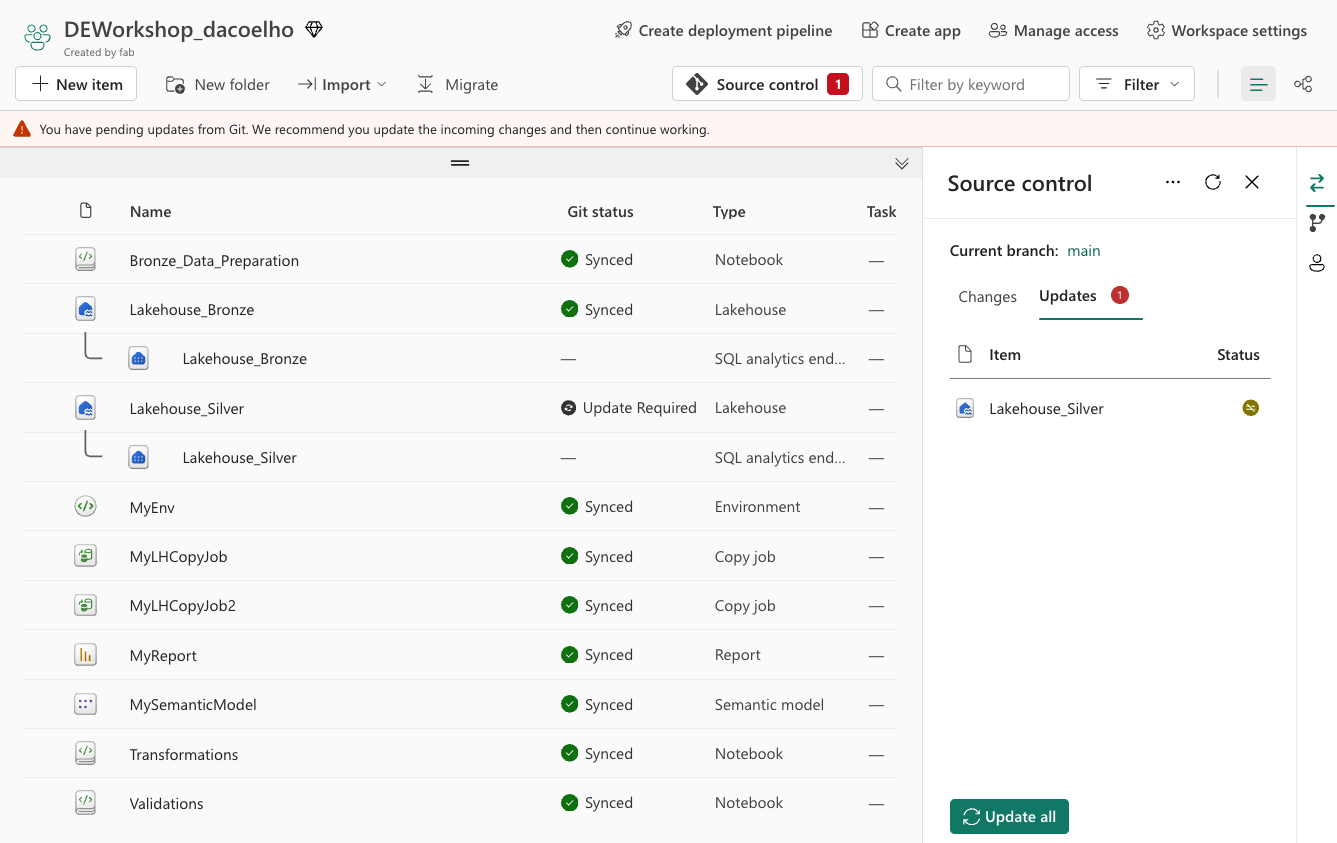 DEWorkshop_dacoelho
Created by fab
Create deployment pipeline
Create app
Manage access
Workspace settings
New item
New folder
Import
Migrate
Source control 1
Filter by keyword
Filter
You have pending updates from Git. We recommend you update the incoming changes and then continue working.
Name Git status Type Task
Bronze_Data_Preparation Synced Notebook —
Lakehouse_Bronze Synced Lakehouse —
Lakehouse_Bronze — SQL analytics end... —
Lakehouse_Silver Update Required Lakehouse —
Lakehouse_Silver — SQL analytics end... —
MyEnv Synced Environment —
MyLHCopyJob Synced Copy job —
MyLHCopyJob2 Synced Copy job —
MyReport Synced Report —
MySemanticModel Synced Semantic model —
Transformations Synced Notebook —
Validations Synced Notebook —
Source control
Current branch: main
Changes Updates 1
Item Status
Lakehouse_Silver
Update all